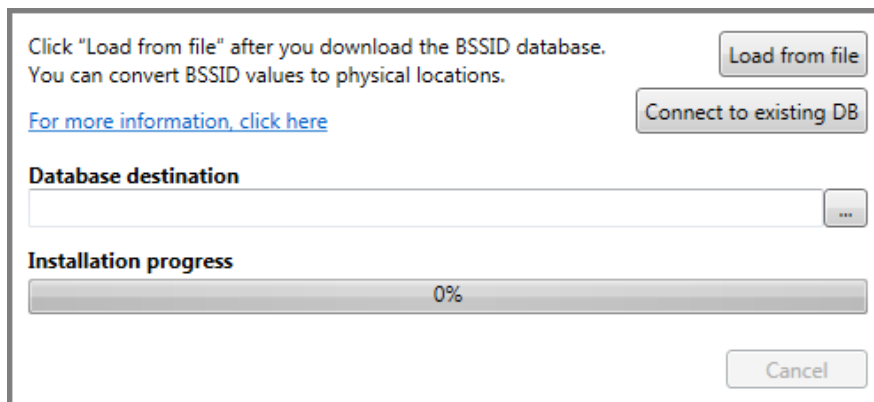 Click “Load from file” after you download the BSSID database.
You can convert BSSID values to physical locations.
Load from file
For more information, click here
Connect to existing DB
Database destination
...
Installation progress
0%
Cancel